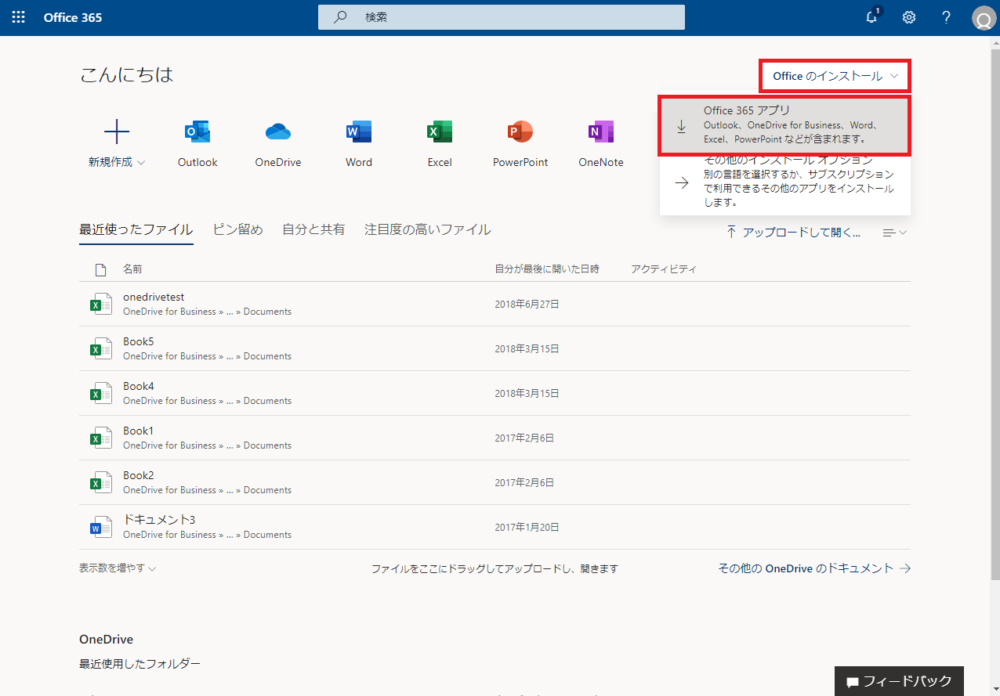 Office 365
検索
1
こんにちは
Office のインストール
Office 365 アプリ
Outlook、OneDrive for Business、Word、
Excel、PowerPoint などが含まれます。
その他のインストール オプション
別の言語を選択するか、サブスクリプション
で利用できるその他のアプリをインストール
します。
新規作成
Outlook
OneDrive
Word
Excel
PowerPoint
OneNote
最近使ったファイル ピン留め 自分と共有 注目度の高いファイル
アップロードして開く...
名前 自分が最後に開いた日時 アクティビティ
onedrivetest
OneDrive for Business » ... » Documents
2018年6月27日
Book5
OneDrive for Business » ... » Documents
2018年3月15日
Book4
OneDrive for Business » ... » Documents
2018年3月15日
Book1
OneDrive for Business » ... » Documents
2017年2月6日
Book2
OneDrive for Business » ... » Documents
2017年2月6日
ドキュメント3
OneDrive for Business » ... » Documents
2017年1月20日
表示数を増やす
ファイルをここにドラッグしてアップロードし、開きます
その他の OneDrive のドキュメント
OneDrive
最近使用したフォルダー
フィードバック